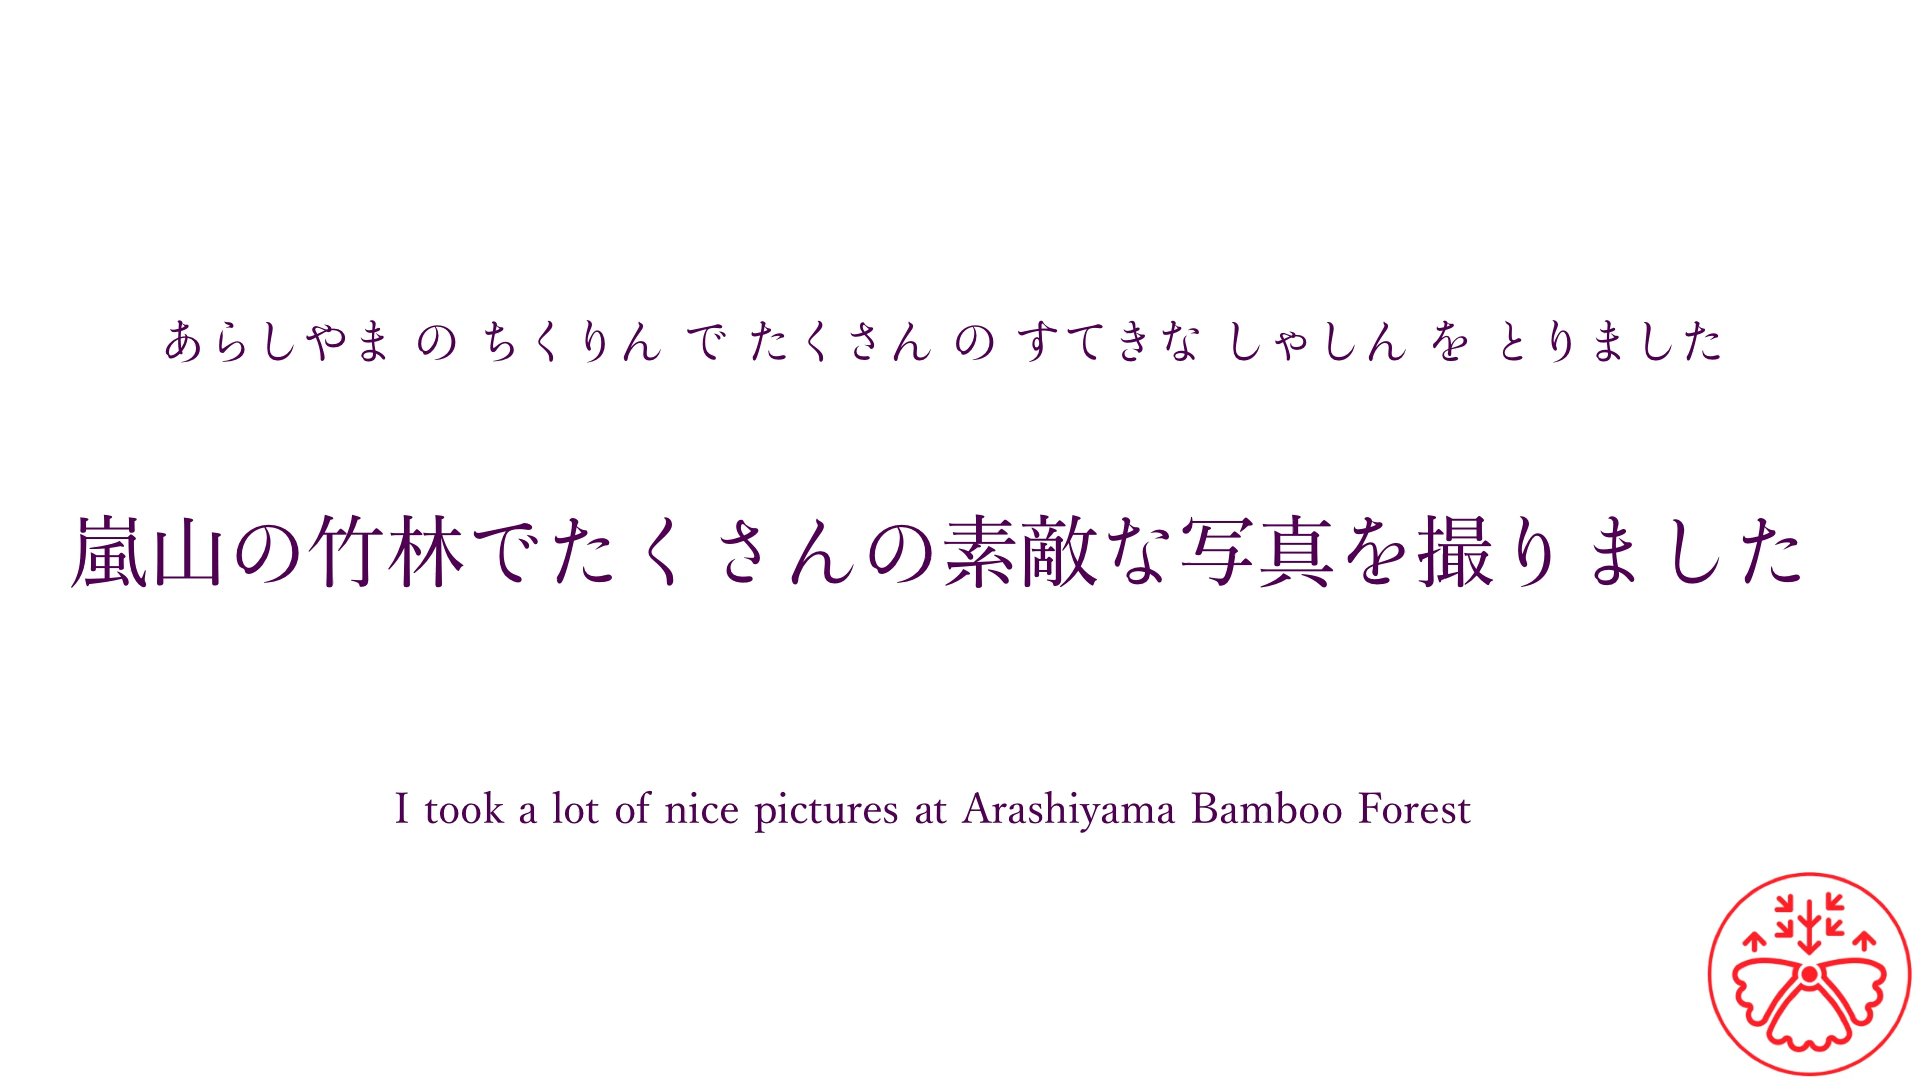 あらしやま の ちくりん で たくさん の すてきな しゃしん を とりました
嵐山の竹林でたくさんの素敵な写真を撮りました
I took a lot of nice pictures at Arashiyama Bamboo Forest